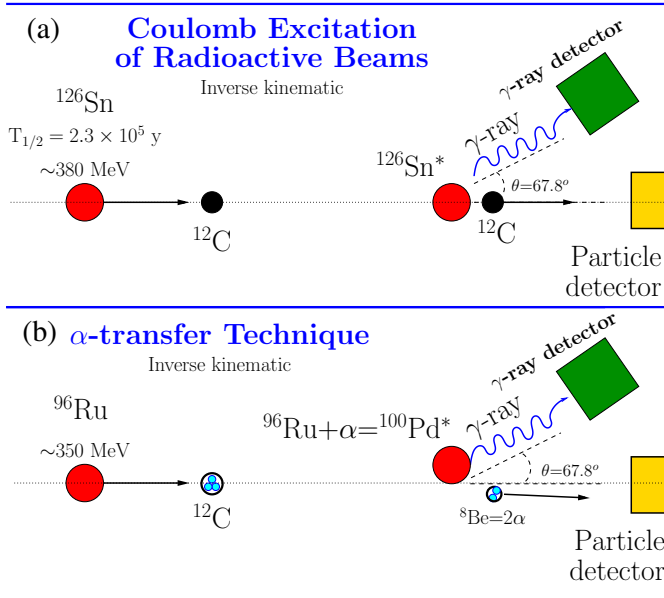 (a)
Coulomb Excitation
of Radioactive Beams
Inverse kinematic
¹²⁶Sn
T₁/₂ = 2.3 × 10⁵ y
~380 MeV
¹²C
¹²⁶Sn*
γ-ray
γ-ray detector
θ=67.8°
¹²C
Particle
detector
(b)
α-transfer Technique
Inverse kinematic
⁹⁶Ru
~350 MeV
¹²C
⁹⁶Ru+α=¹⁰⁰Pd*
γ-ray
γ-ray detector
θ=67.8°
⁸Be=2α
Particle
detector